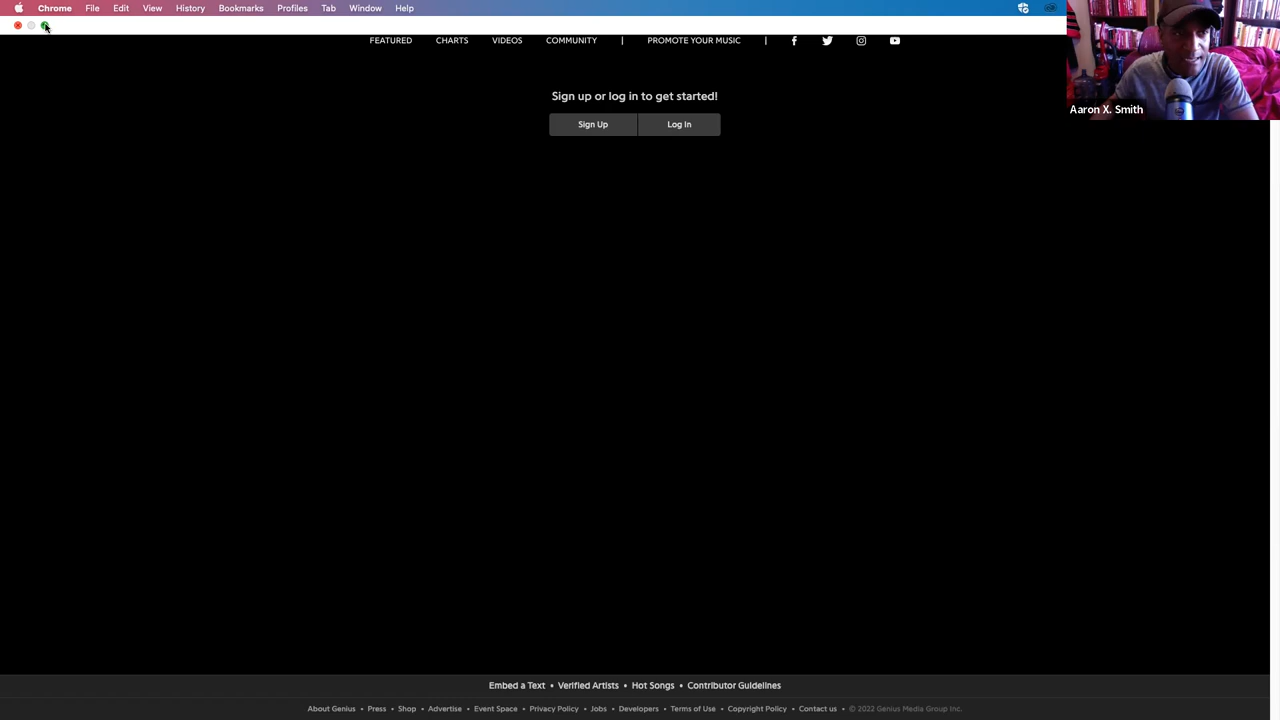 Chrome File Edit View History Bookmarks Profiles Tab Window Help
FEATURED CHARTS VIDEOS COMMUNITY | PROMOTE YOUR MUSIC |
Sign up or log in to get started!
Sign Up Log In
Aaron X. Smith
Embed a Text • Verified Artists • Hot Songs • Contributor Guidelines
About Genius • Press • Shop • Advertise • Event Space • Privacy Policy • Jobs • Developers • Terms of Use • Copyright Policy • Contact us • © 2022 Genius Media Group Inc.